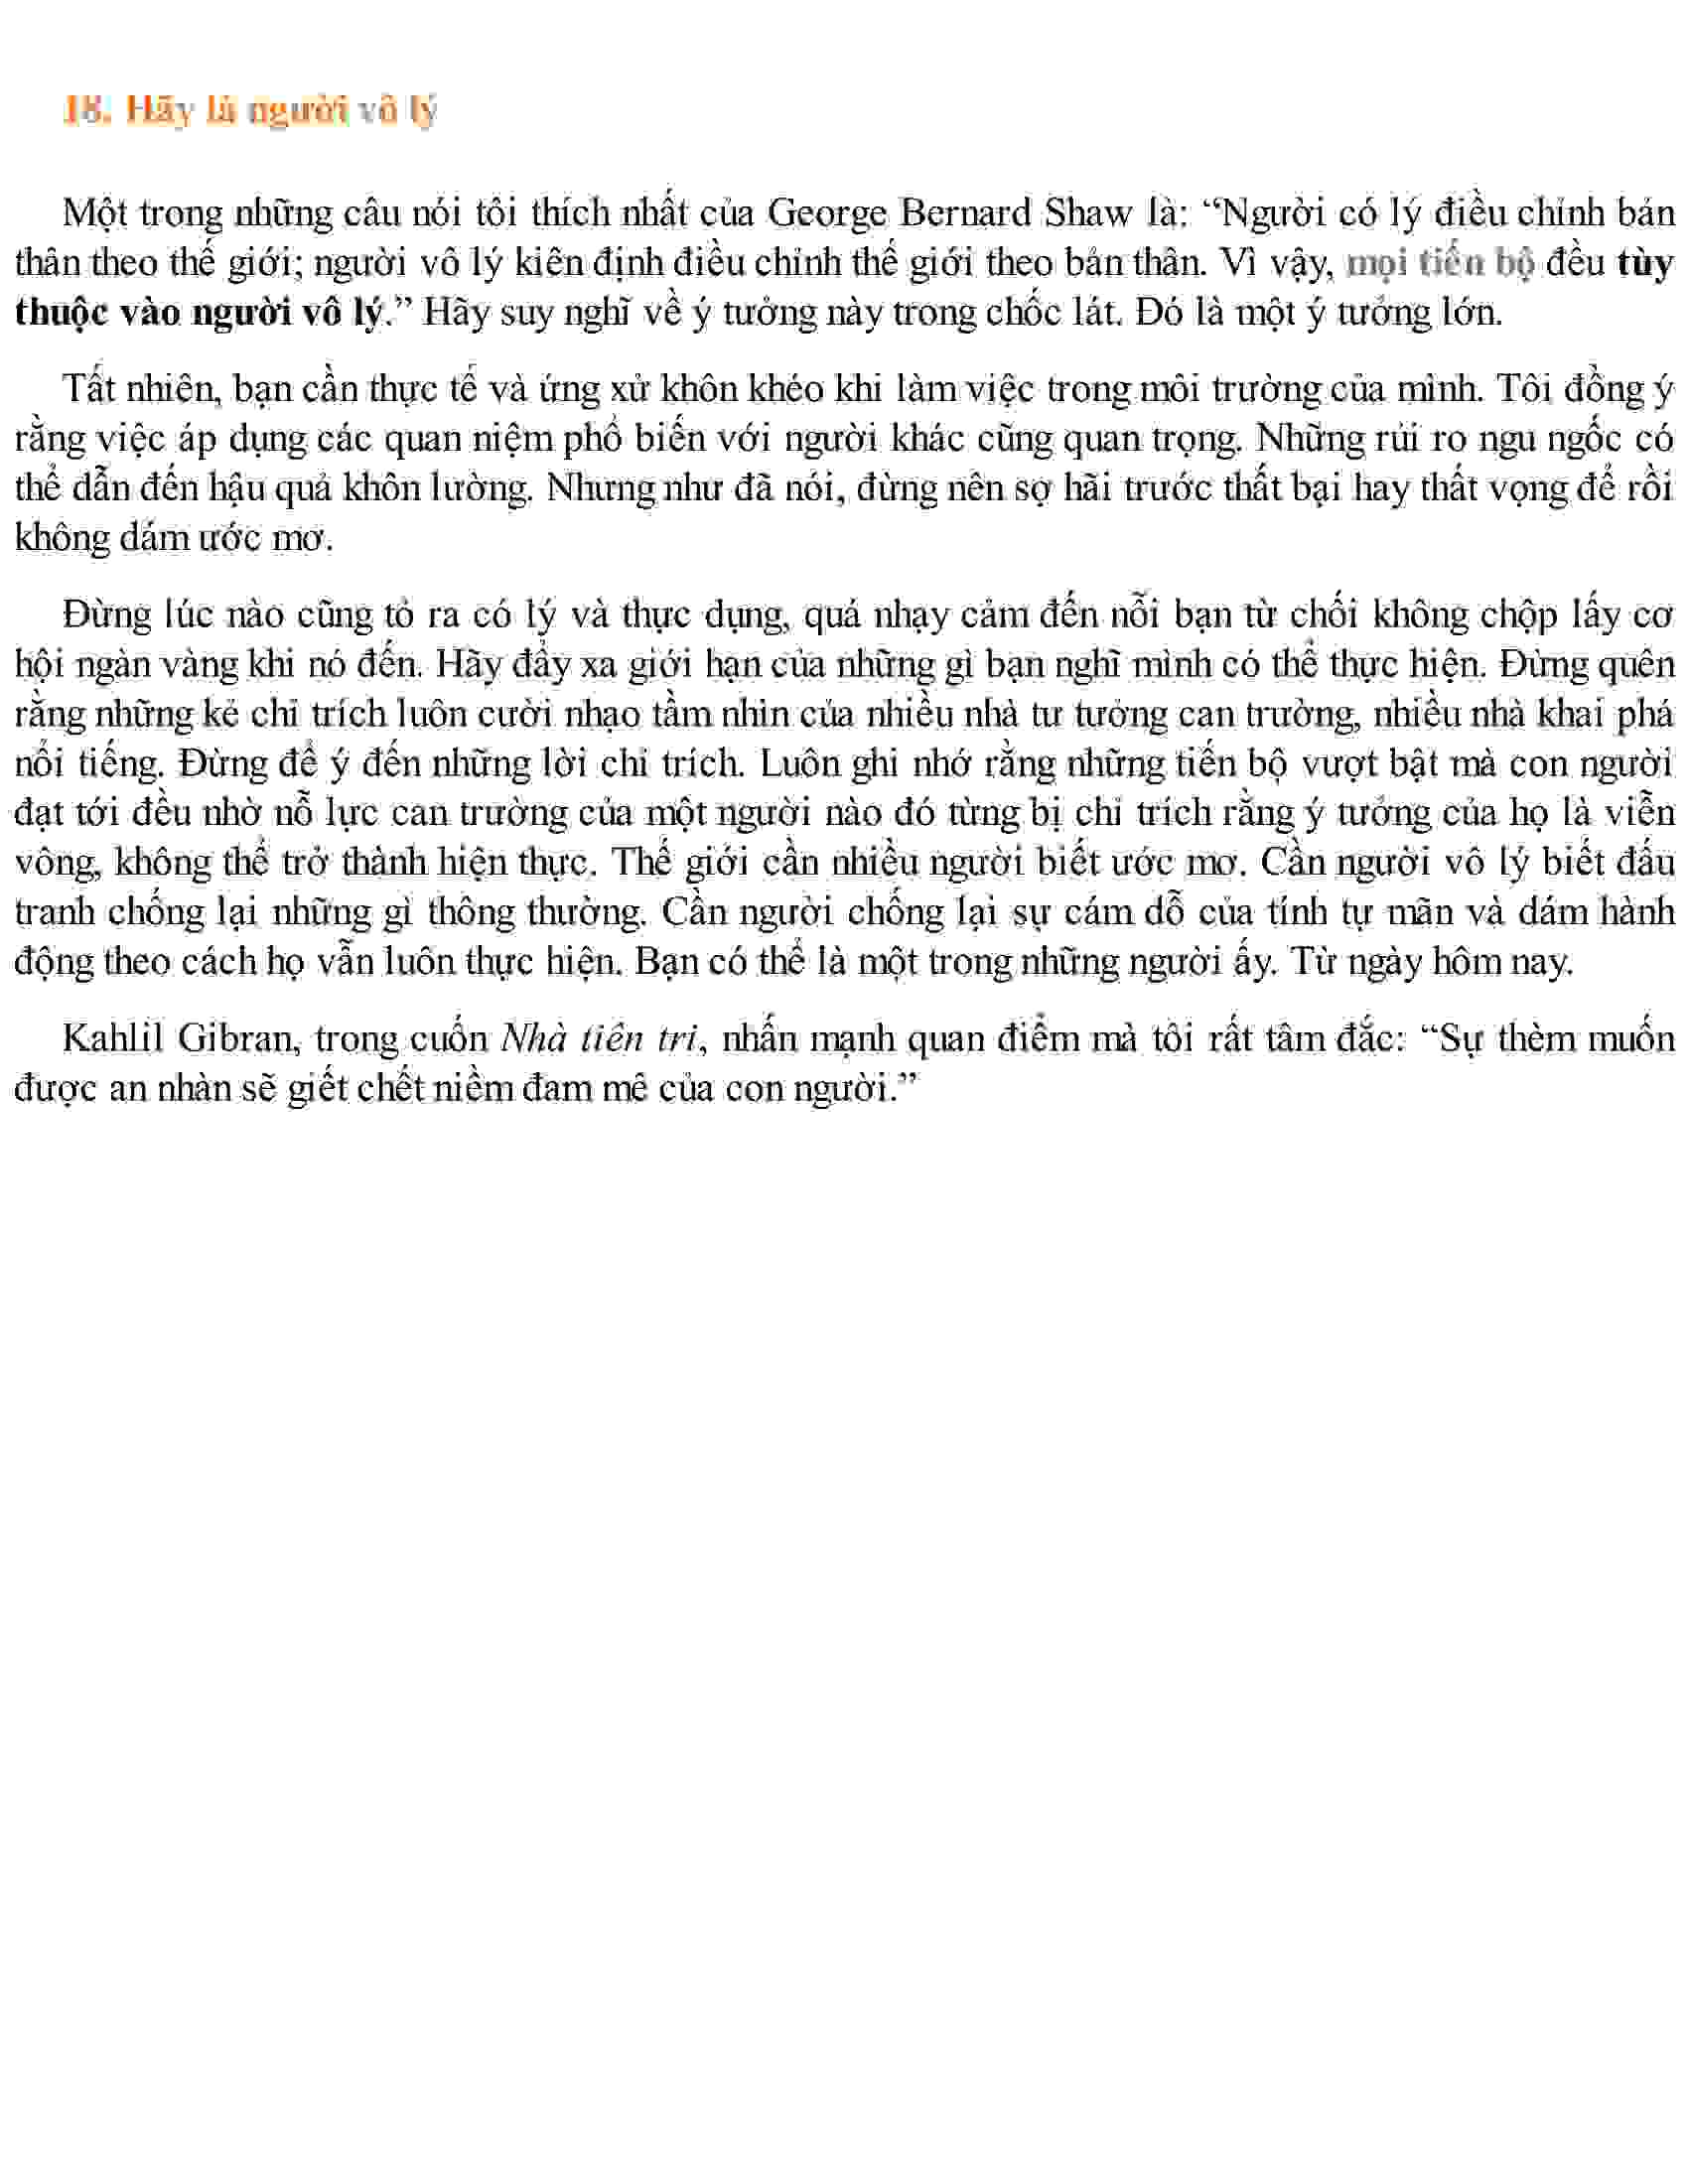 18. Hãy là người vô lý
Một trong những câu nói tôi thích nhất của George Bernard Shaw là: “Người có lý điều chỉnh bản
thân theo thế giới; người vô lý kiên định điều chỉnh thế giới theo bản thân. Vì vậy, mọi tiến bộ đều tùy
thuộc vào người vô lý.” Hãy suy nghĩ về ý tưởng này trong chốc lát. Đó là một ý tưởng lớn.
Tất nhiên, bạn cần thực tế và ứng xử khôn khéo khi làm việc trong môi trường của mình. Tôi đồng ý
rằng việc áp dụng các quan niệm phổ biến với người khác cũng quan trọng. Những rủi ro ngu ngốc có
thể dẫn đến hậu quả khôn lường. Nhưng như đã nói, đừng nên sợ hãi trước thất bại hay thất vọng để rồi
không dám ước mơ.
Đừng lúc nào cũng tỏ ra có lý và thực dụng, quá nhạy cảm đến nỗi bạn từ chối không chộp lấy cơ
hội ngàn vàng khi nó đến. Hãy đẩy xa giới hạn của những gì bạn nghĩ mình có thể thực hiện. Đừng quên
rằng những kẻ chỉ trích luôn cười nhạo tầm nhìn của nhiều nhà tư tưởng can trường, nhiều nhà khai phá
nổi tiếng. Đừng để ý đến những lời chỉ trích. Luôn ghi nhớ rằng những tiến bộ vượt bật mà con người
đạt tới đều nhờ nỗ lực can trường của một người nào đó từng bị chỉ trích rằng ý tưởng của họ là viễn
vông, không thể trở thành hiện thực. Thế giới cần nhiều người biết ước mơ. Cần người vô lý biết đấu
tranh chống lại những gì thông thường. Cần người chống lại sự cám dỗ của tính tự mãn và dám hành
động theo cách họ vẫn luôn thực hiện. Bạn có thể là một trong những người ấy. Từ ngày hôm nay.
Kahlil Gibran, trong cuốn Nhà tiên tri, nhấn mạnh quan điểm mà tôi rất tâm đắc: “Sự thèm muốn
được an nhàn sẽ giết chết niềm đam mê của con người.”